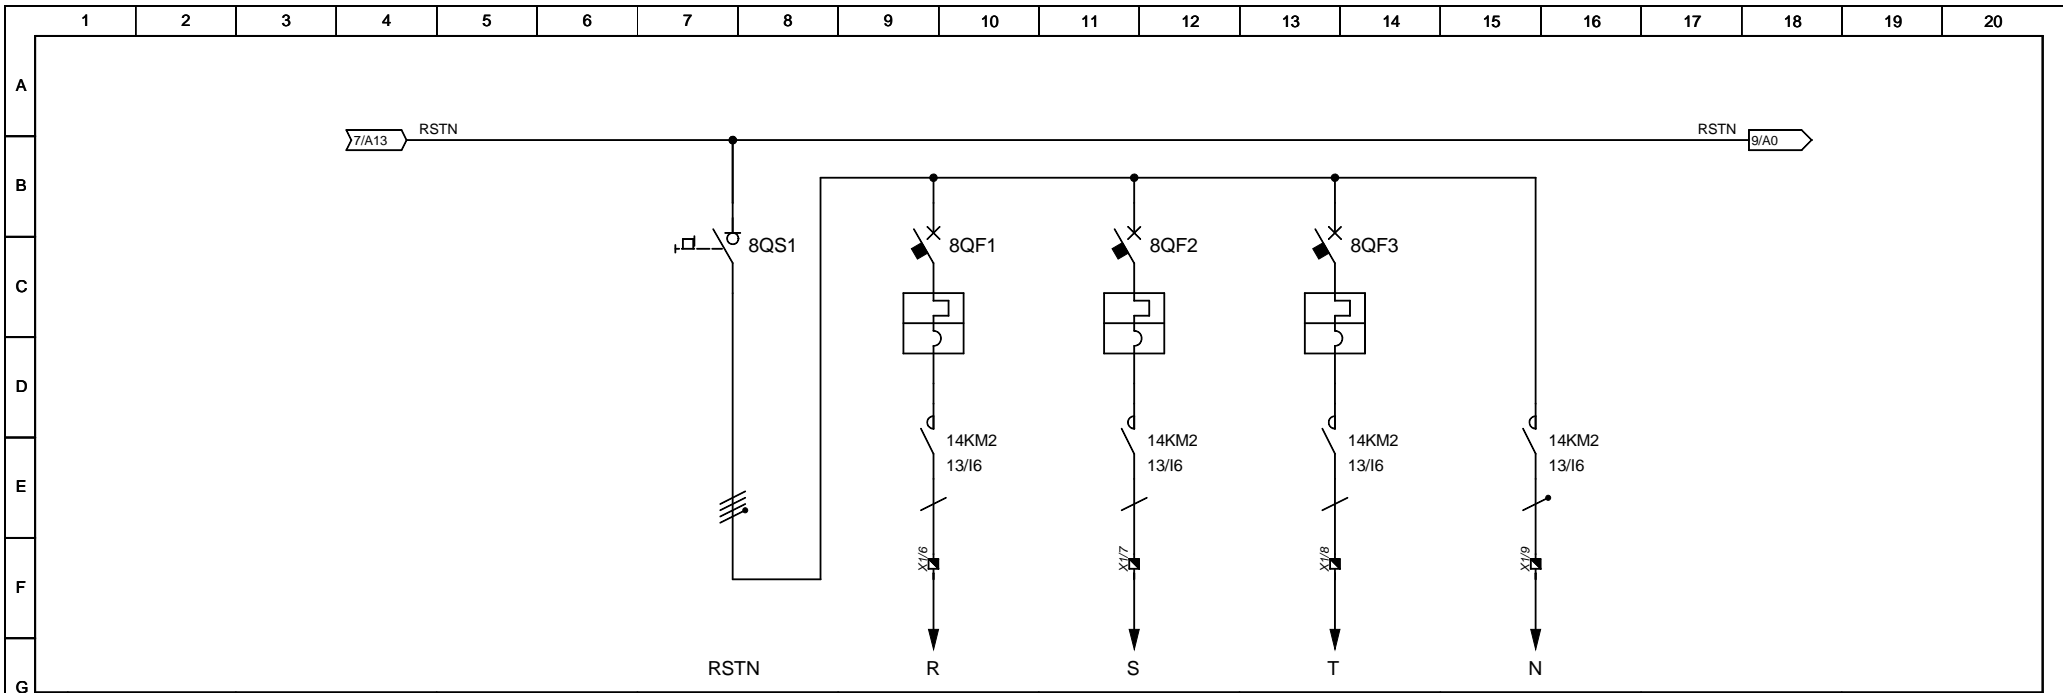 1 2 3 4 5 6 7 8 9 10 11 12 13 14 15 16 17 18 19 20
A
7/A13 RSTN RSTN 9/A0
B
8QS1 8QF1 8QF2 8QF3
C
D
14KM2 14KM2 14KM2 14KM2
13/I6 13/I6 13/I6 13/I6
E
X1/6 X1/7 X1/8 X1/9
F
RSTN R S T N
G